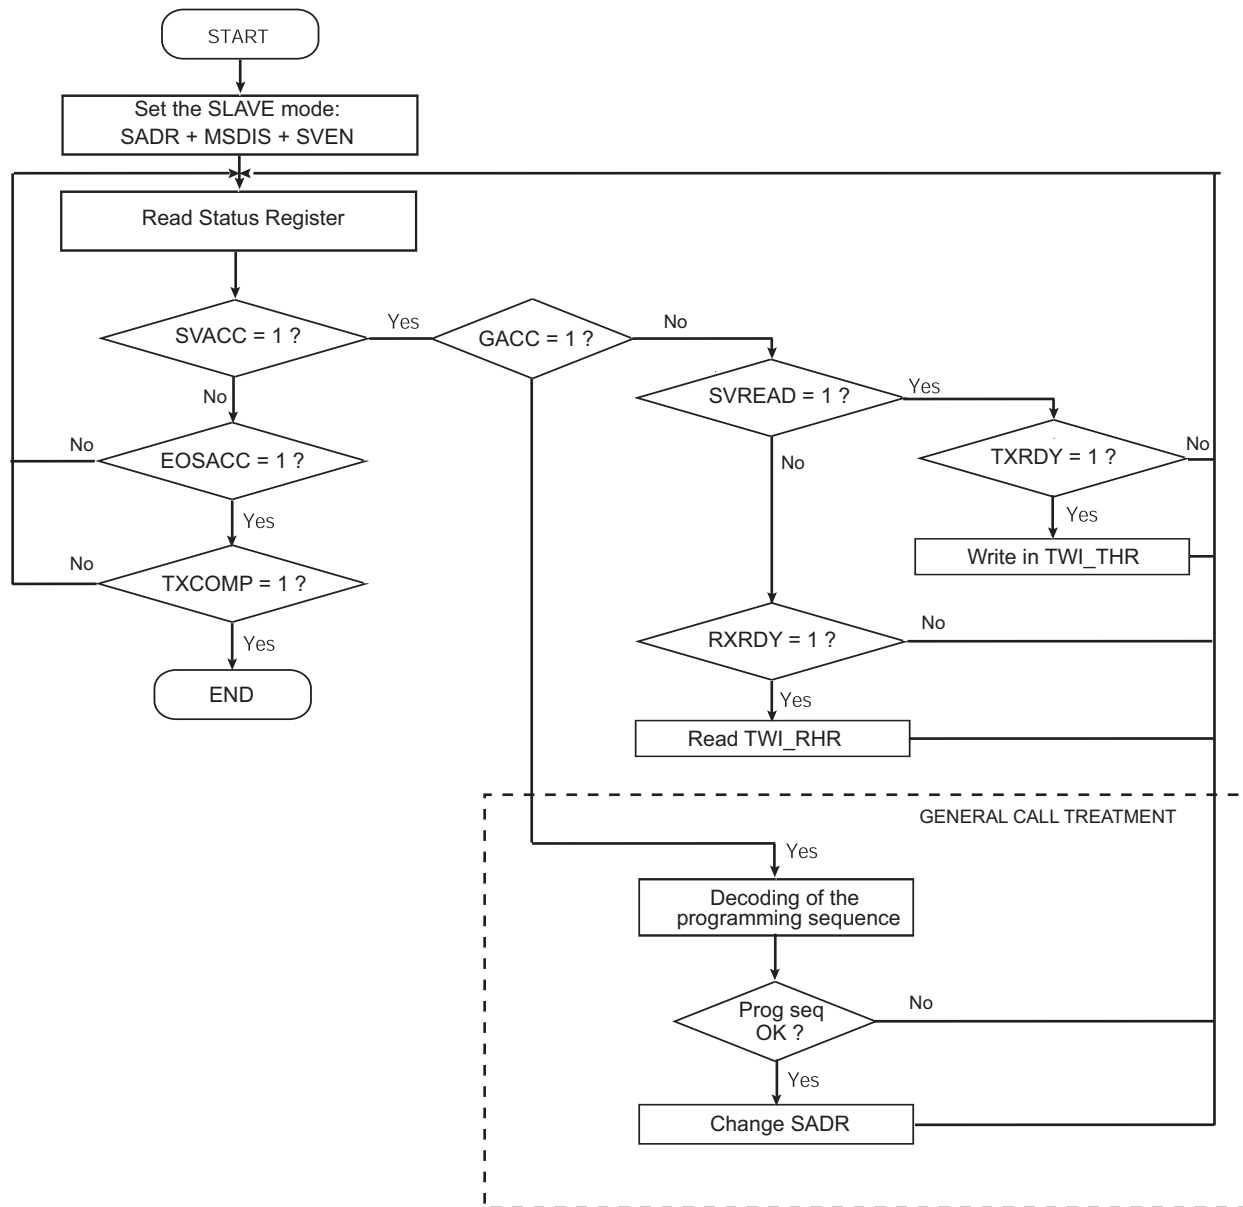 START
Set the SLAVE mode:
SADR + MSDIS + SVEN
Read Status Register
SVACC = 1 ?
Yes
GACC = 1 ?
No
SVREAD = 1 ?
Yes
No
EOSACC = 1 ?
No
No
TXRDY = 1 ?
No
Yes
Yes
Write in TWI_THR
No
TXCOMP = 1 ?
Yes
RXRDY = 1 ?
No
END
Yes
Read TWI_RHR
GENERAL CALL TREATMENT
Yes
Decoding of the
programming sequence
Prog seq
OK ?
No
Yes
Change SADR